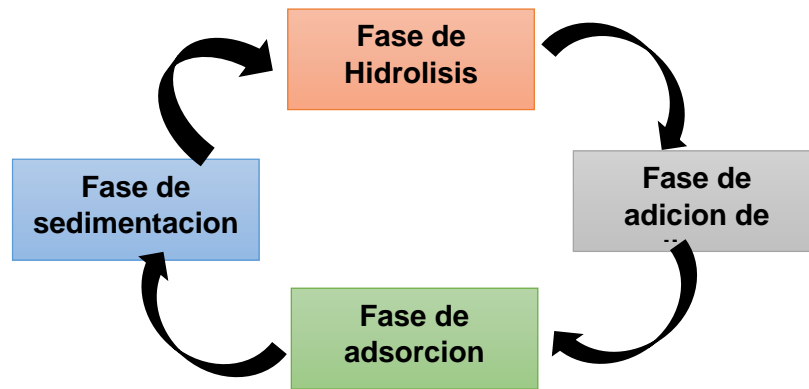 Fase de
Hidrolisis
Fase de
adicion de
Fase de
adsorcion
Fase de
sedimentacion